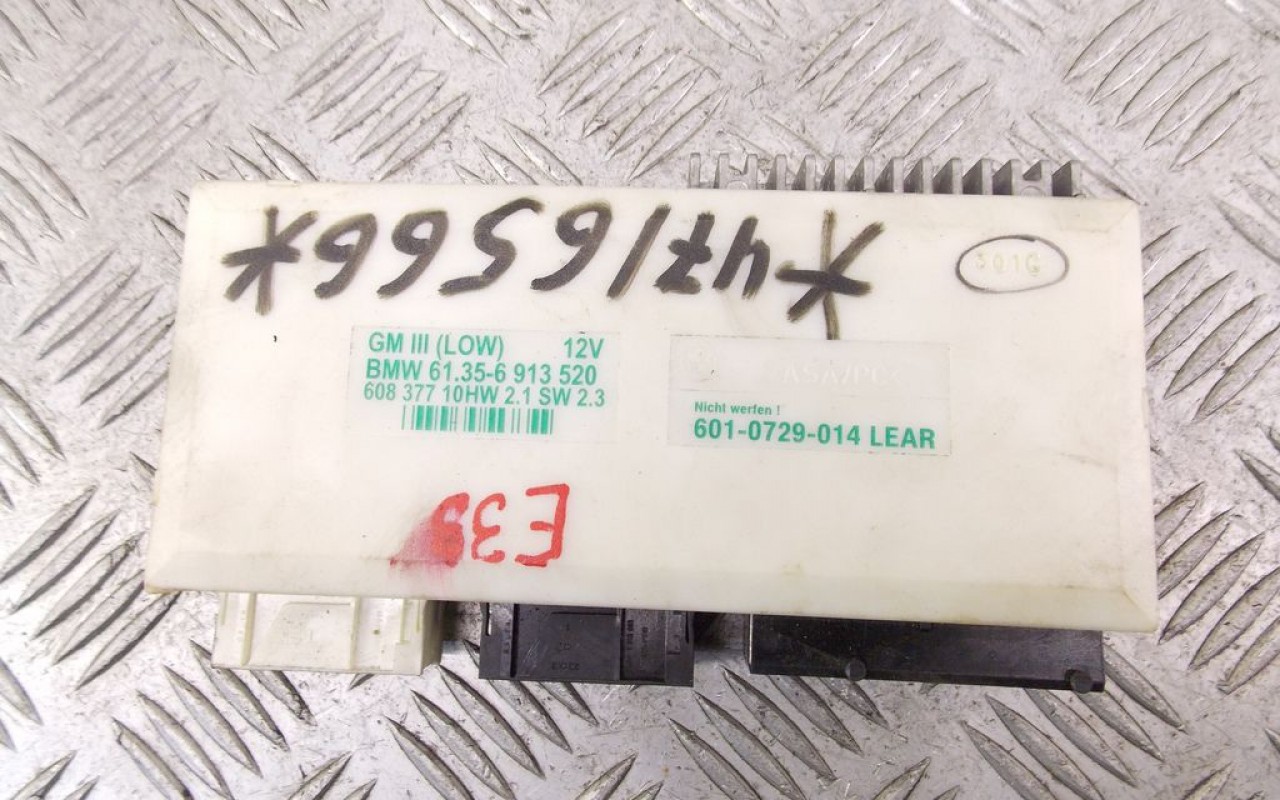 *4716566*
301G
GM III (LOW) 12V
BMW 61.35-6 913 520
608 377 10HW 2.1 SW 2.3
Nicht werfen !
601-0729-014 LEAR
E39